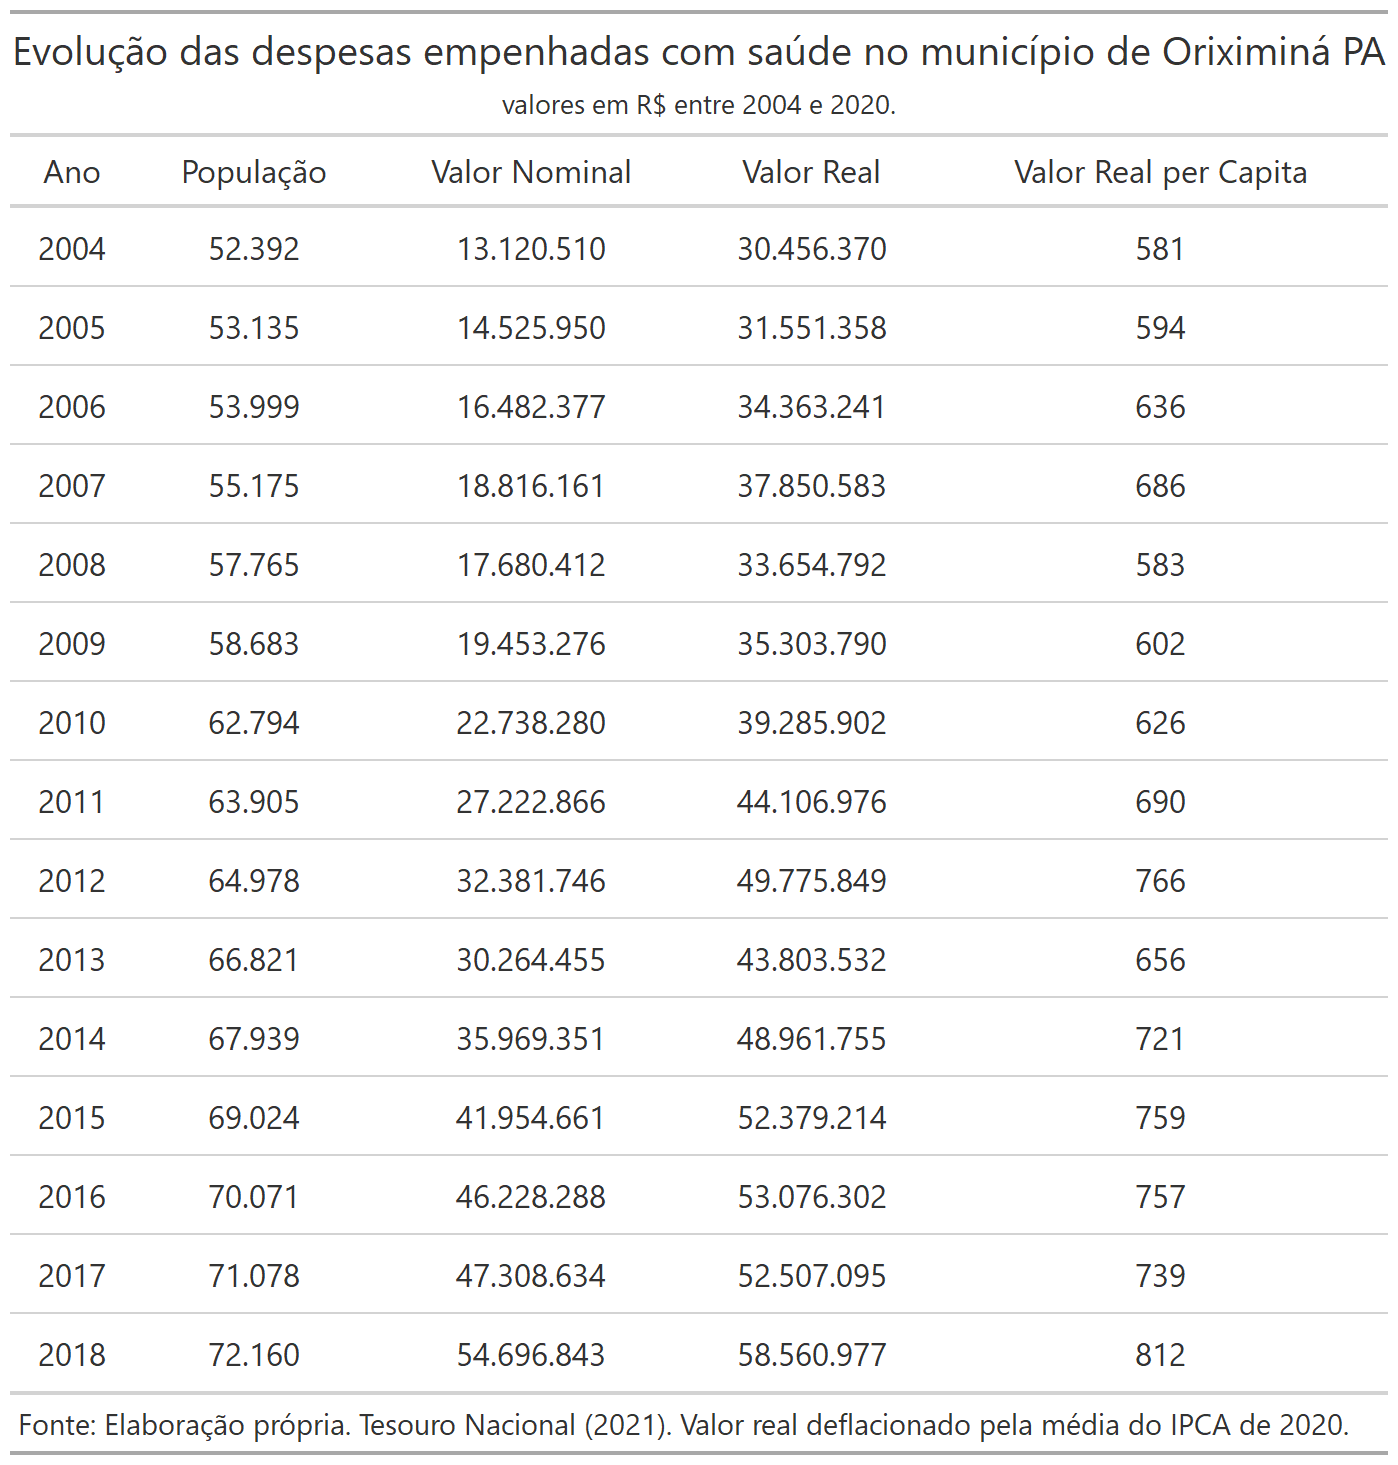 Evolução das despesas empenhadas com saúde no município de Oriximiná PA
valores em R$ entre 2004 e 2020.
Ano População Valor Nominal Valor Real Valor Real per Capita
2004 52.392 13.120.510 30.456.370 581
2005 53.135 14.525.950 31.551.358 594
2006 53.999 16.482.377 34.363.241 636
2007 55.175 18.816.161 37.850.583 686
2008 57.765 17.680.412 33.654.792 583
2009 58.683 19.453.276 35.303.790 602
2010 62.794 22.738.280 39.285.902 626
2011 63.905 27.222.866 44.106.976 690
2012 64.978 32.381.746 49.775.849 766
2013 66.821 30.264.455 43.803.532 656
2014 67.939 35.969.351 48.961.755 721
2015 69.024 41.954.661 52.379.214 759
2016 70.071 46.228.288 53.076.302 757
2017 71.078 47.308.634 52.507.095 739
2018 72.160 54.696.843 58.560.977 812
Fonte: Elaboração própria. Tesouro Nacional (2021). Valor real deflacionado pela média do IPCA de 2020.